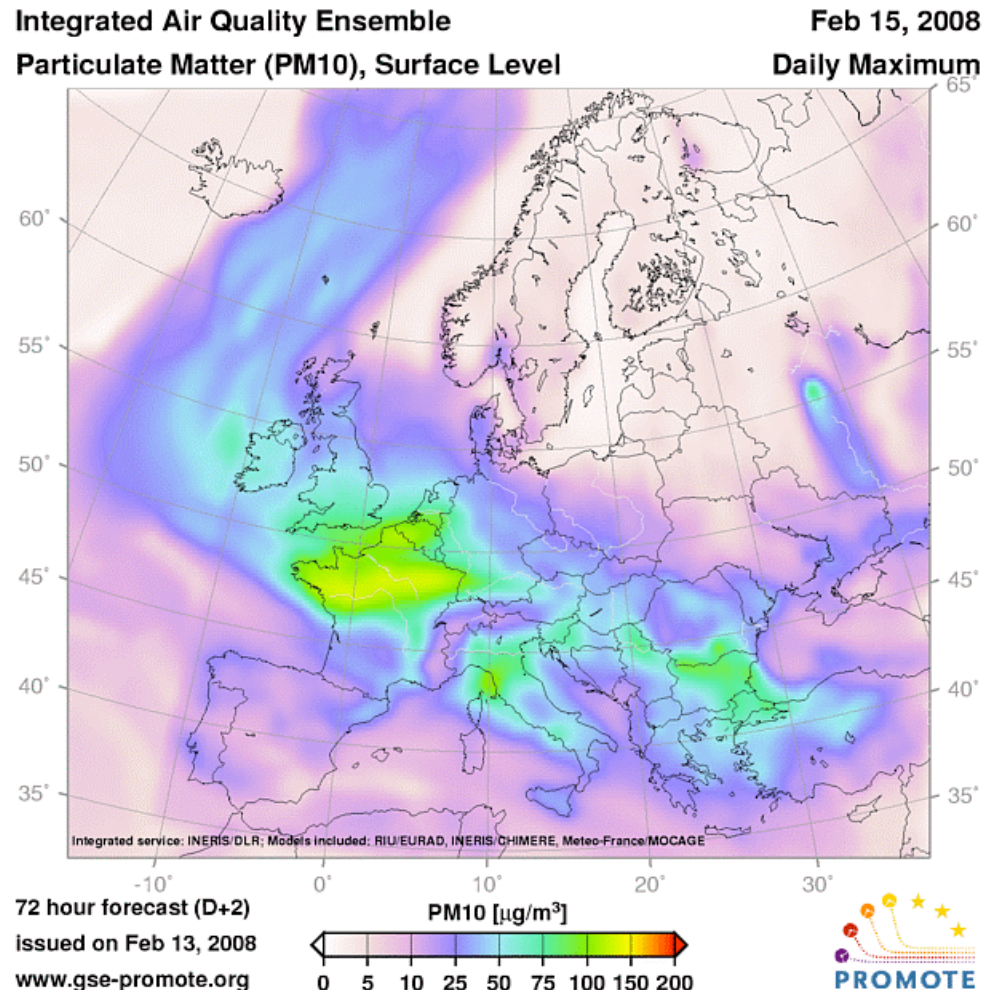 Integrated Air Quality Ensemble
Feb 15, 2008
Particulate Matter (PM10), Surface Level
Daily Maximum
65°
60°
60°
55°
55°
50°
50°
45°
45°
40°
40°
35°
35°
Integrated service: INERIS/DLR; Models included: RIU/EURAD, INERIS/CHIMERE, Meteo-France/MOCAGE
-10° 0° 10° 20° 30°
72 hour forecast (D+2)
PM10 [μg/m³]
issued on Feb 13, 2008
www.gse-promote.org
0 5 10 25 50 75 100 150 200
PROMOTE